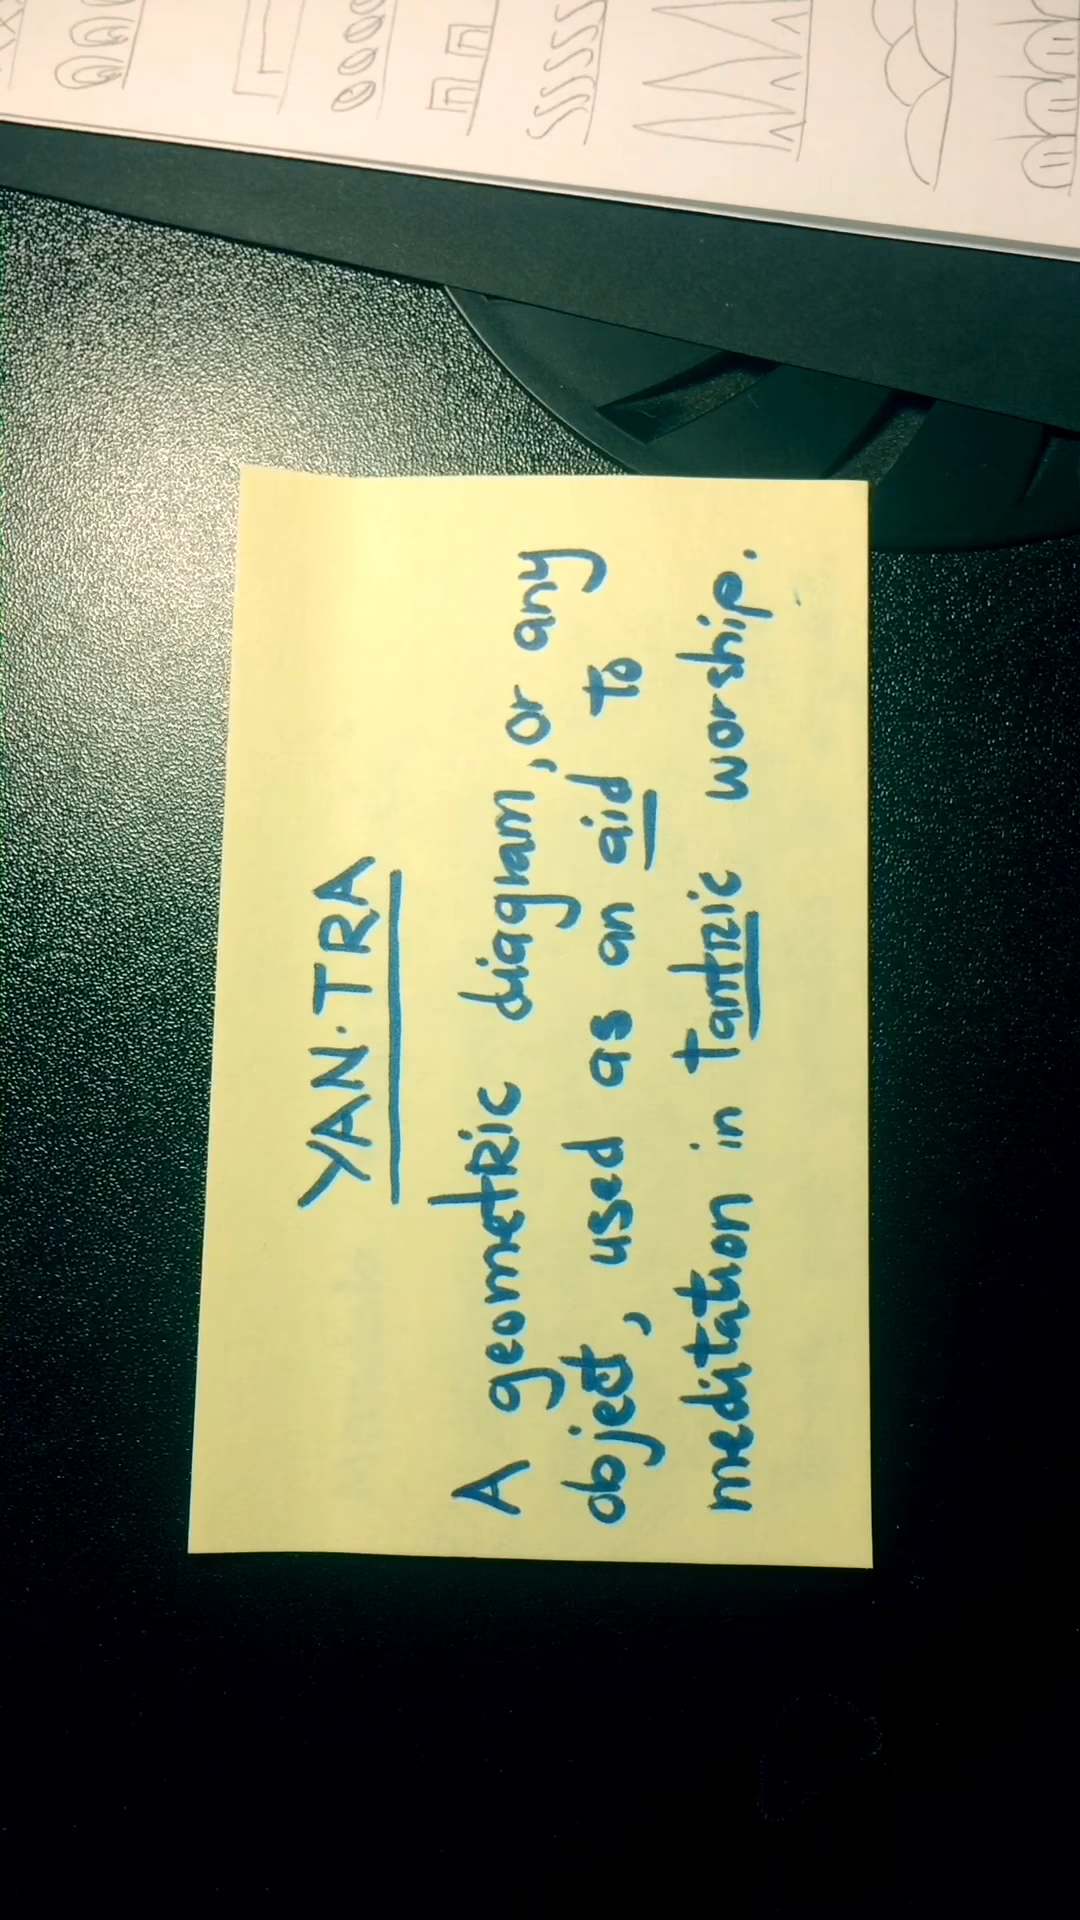 YAN·TRA
A geometric diagram, or any
object, used as an aid to
meditation in tantric worship.